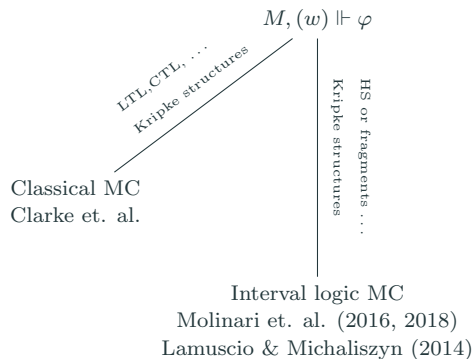 M, (w) ⊩ φ
LTL,CTL, ...
Kripke structures
HS or fragments ...
Kripke structures
Classical MC
Clarke et. al.
Interval logic MC
Molinari et. al. (2016, 2018)
Lamuscio & Michaliszyn (2014)